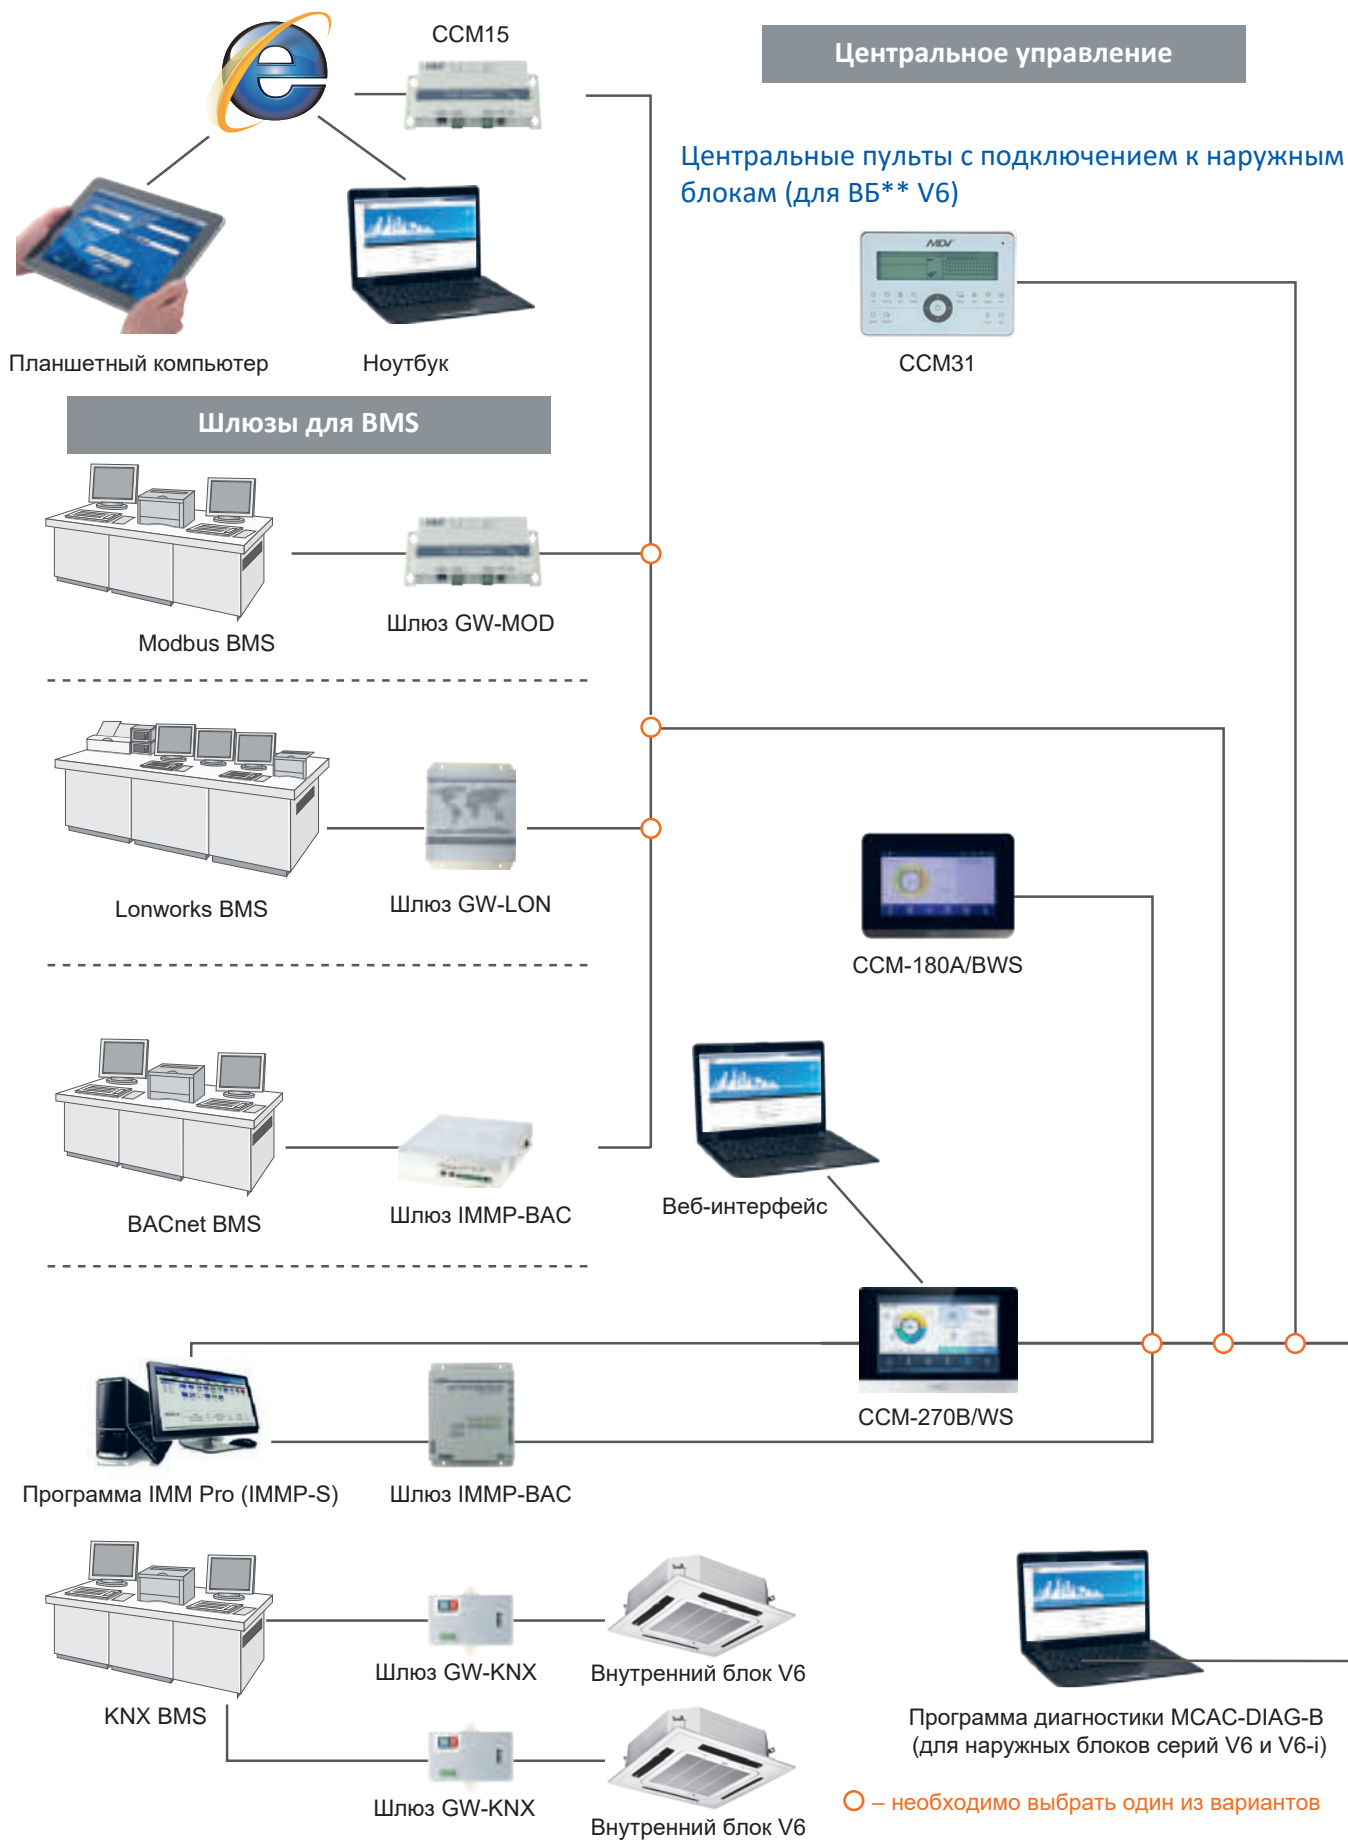 CCM15
Центральное управление
Центральные пульты с подключением к наружным
блокам (для ВБ** V6)
MDV
Планшетный компьютер
Ноутбук
CCM31
Шлюзы для BMS
Modbus BMS
Шлюз GW-MOD
Lonworks BMS
Шлюз GW-LON
CCM-180A/BWS
BACnet BMS
Шлюз IMMP-BAC
Веб-интерфейс
CCM-270B/WS
Программа IMM Pro (IMMP-S)
Шлюз IMMP-BAC
KNX BMS
Шлюз GW-KNX
Внутренний блок V6
Программа диагностики MCAC-DIAG-B
(для наружных блоков серий V6 и V6-i)
Шлюз GW-KNX
Внутренний блок V6
– необходимо выбрать один из вариантов